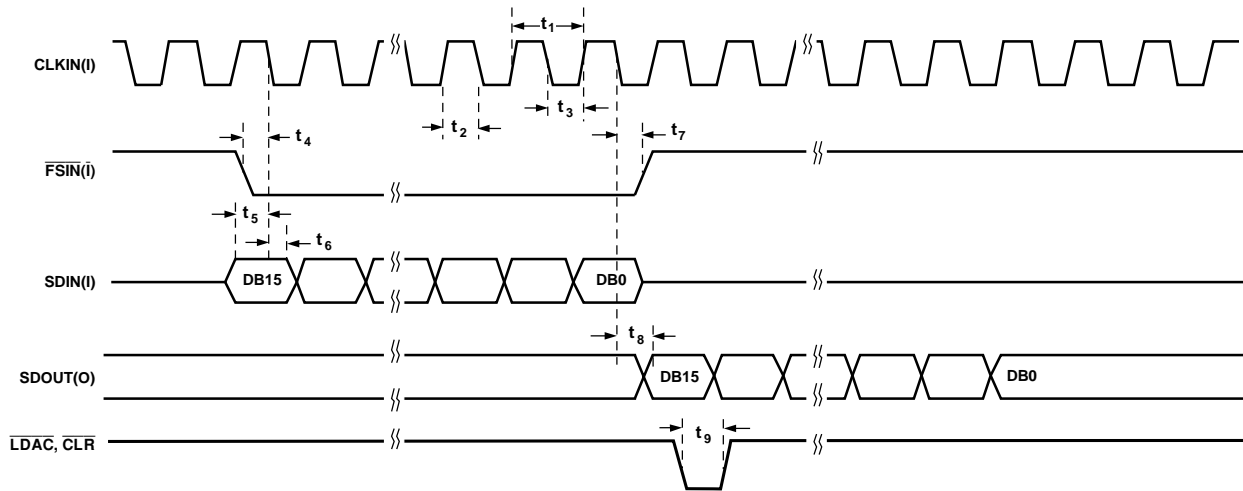 t1
CLKIN(I)
t2
t3
t4
t7
FSIN(I)
t5
t6
SDIN(I)
DB15
DB0
t8
SDOUT(O)
DB15
DB0
LDAC, CLR
t9